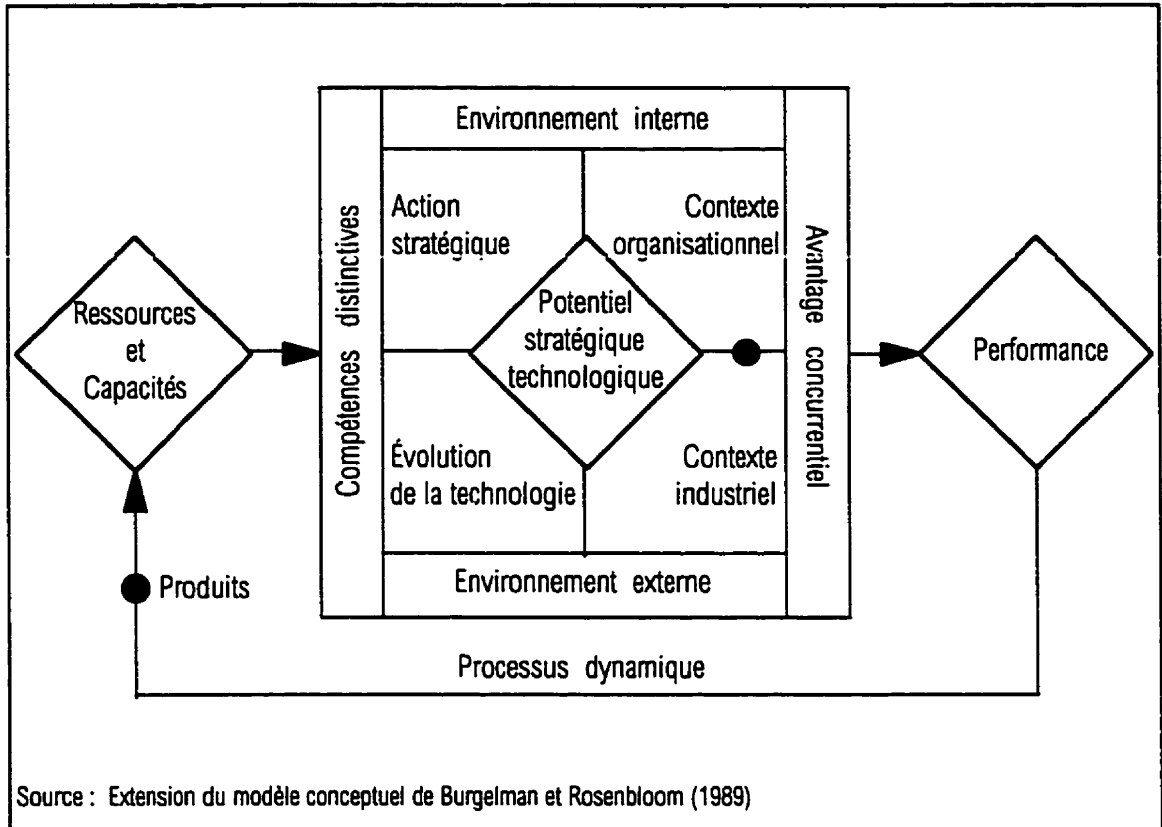 Environnement interne
Compétences distinctives
Action
stratégique
Contexte
organisationnel
Avantage concurrentiel
Ressources
et
Capacités
Potentiel
stratégique
technologique
Performance
Évolution
de la technologie
Contexte
industriel
Environnement externe
Produits
Processus dynamique
Source : Extension du modèle conceptuel de Burgelman et Rosenbloom (1989)